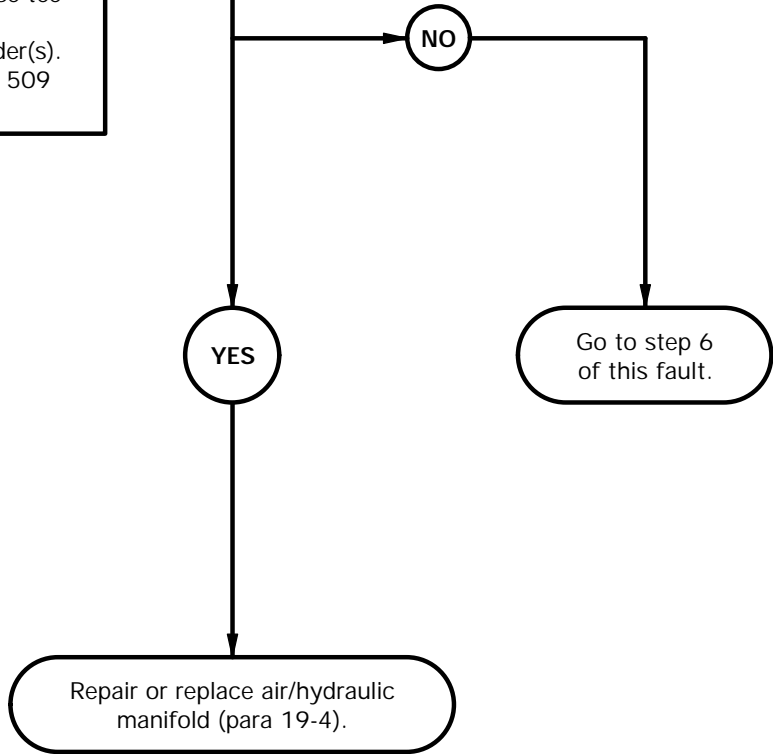 der(s).
509
NO
YES
Go to step 6
of this fault.
Repair or replace air/hydraulic
manifold (para 19-4).